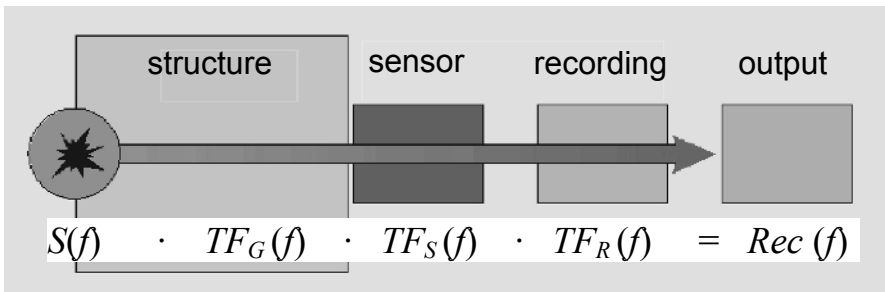 structure sensor recording output
S(f) · TF_G(f) · TF_S(f) · TF_R(f) = Rec (f)